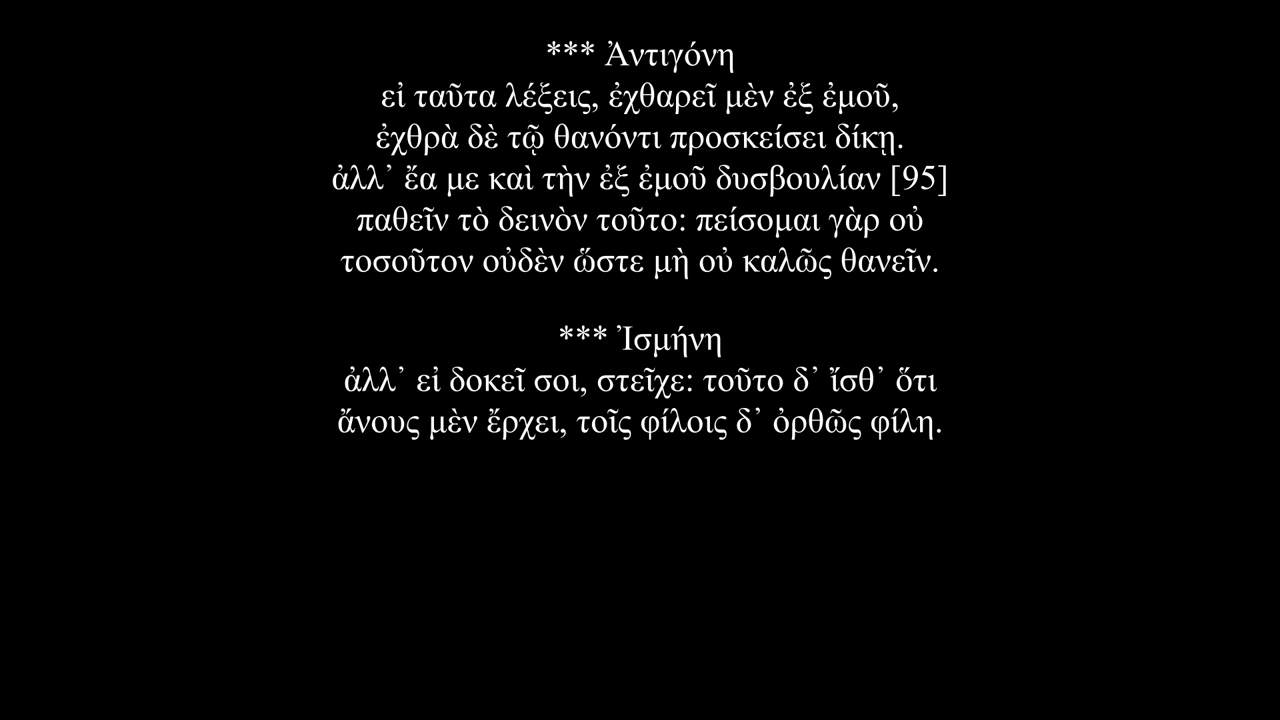 *** Ἀντιγόνη
εἰ ταῦτα λέξεις, ἐχθαρεῖ μὲν ἐξ ἐμοῦ,
ἐχθρὰ δὲ τῷ θανόντι προσκείσει δίκῃ.
ἀλλ᾽ ἔα με καὶ τὴν ἐξ ἐμοῦ δυσβουλίαν [95]
παθεῖν τὸ δεινὸν τοῦτο: πείσομαι γὰρ οὐ
τοσοῦτον οὐδὲν ὥστε μὴ οὐ καλῶς θανεῖν.
*** Ἰσμήνη
ἀλλ᾽ εἰ δοκεῖ σοι, στεῖχε: τοῦτο δ᾽ ἴσθ᾽ ὅτι
ἄνους μὲν ἔρχει, τοῖς φίλοις δ᾽ ὀρθῶς φίλη.